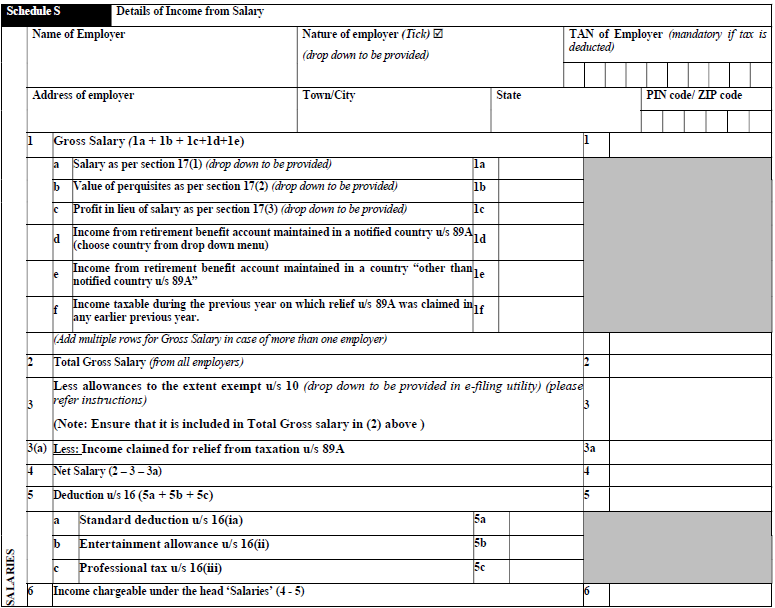 Schedule S Details of Income from Salary
Name of Employer Nature of employer (Tick) ☑ TAN of Employer (mandatory if tax is
(drop down to be provided) deducted)
Address of employer Town/City State PIN code/ ZIP code
1 Gross Salary (1a + 1b + 1c+1d+1e) 1
a Salary as per section 17(1) (drop down to be provided) 1a
b Value of perquisites as per section 17(2) (drop down to be provided) 1b
c Profit in lieu of salary as per section 17(3) (drop down to be provided) 1c
d Income from retirement benefit account maintained in a notified country u/s 89A 1d
(choose country from drop down menu)
e Income from retirement benefit account maintained in a country “other than 1e
notified country u/s 89A”
f Income taxable during the previous year on which relief u/s 89A was claimed in 1f
any earlier previous year.
(Add multiple rows for Gross Salary in case of more than one employer)
2 Total Gross Salary (from all employers) 2
3 Less allowances to the extent exempt u/s 10 (drop down to be provided in e-filing utility) (please 3
refer instructions)
(Note: Ensure that it is included in Total Gross salary in (2) above )
3(a) Less: Income claimed for relief from taxation u/s 89A 3a
4 Net Salary (2 – 3 – 3a) 4
5 Deduction u/s 16 (5a + 5b + 5c) 5
a Standard deduction u/s 16(ia) 5a
b Entertainment allowance u/s 16(ii) 5b
c Professional tax u/s 16(iii) 5c
6 Income chargeable under the head ‘Salaries’ (4 - 5) 6
SALARIES